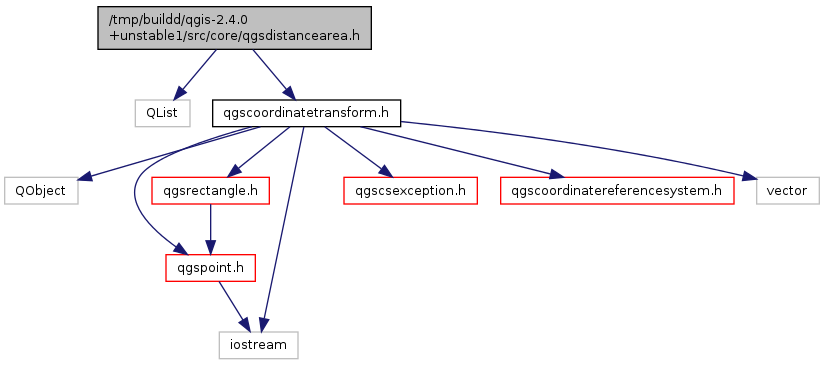 /tmp/buildd/qgis-2.4.0
+unstable1/src/core/qgsdistancearea.h
QList
qgscoordinatetransform.h
QObject
qgsrectangle.h
qgscsexception.h
qgscoordinatereferencesystem.h
vector
qgspoint.h
iostream